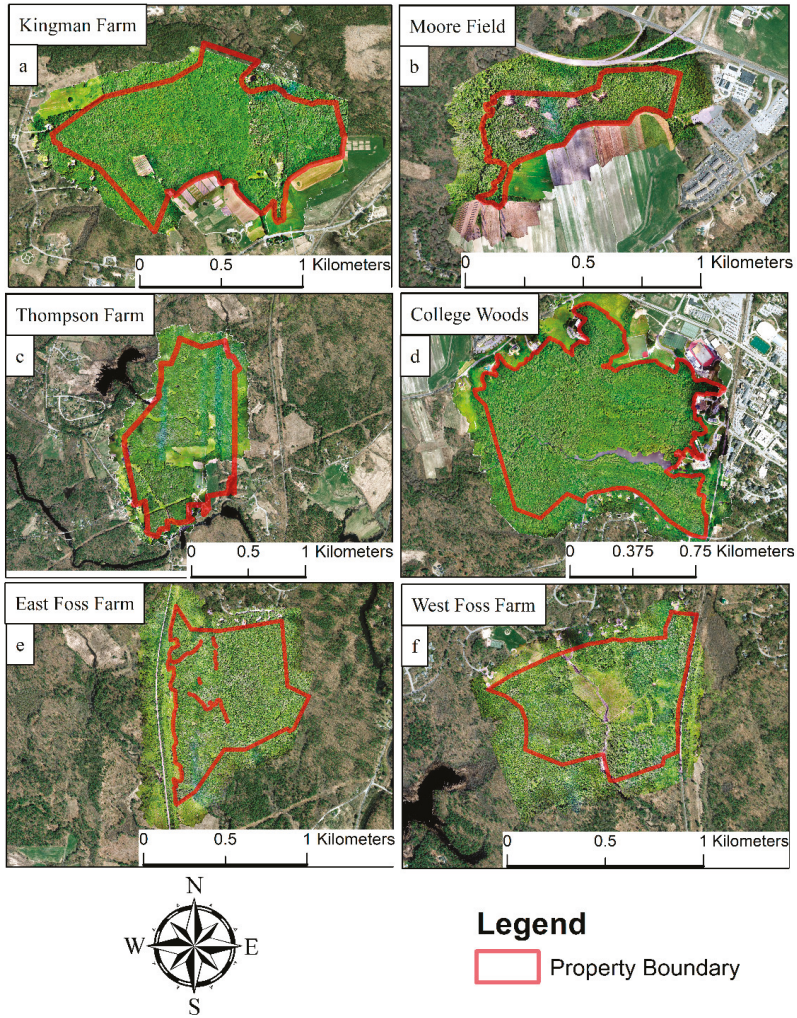 Kingman Farm
a
0 0.5 1 Kilometers
Moore Field
b
0 0.5 1 Kilometers
Thompson Farm
c
0 0.5 1 Kilometers
College Woods
d
0 0.375 0.75 Kilometers
East Foss Farm
e
0 0.5 1 Kilometers
West Foss Farm
f
0 0.5 1 Kilometers
N
W E
S
Legend
Property Boundary